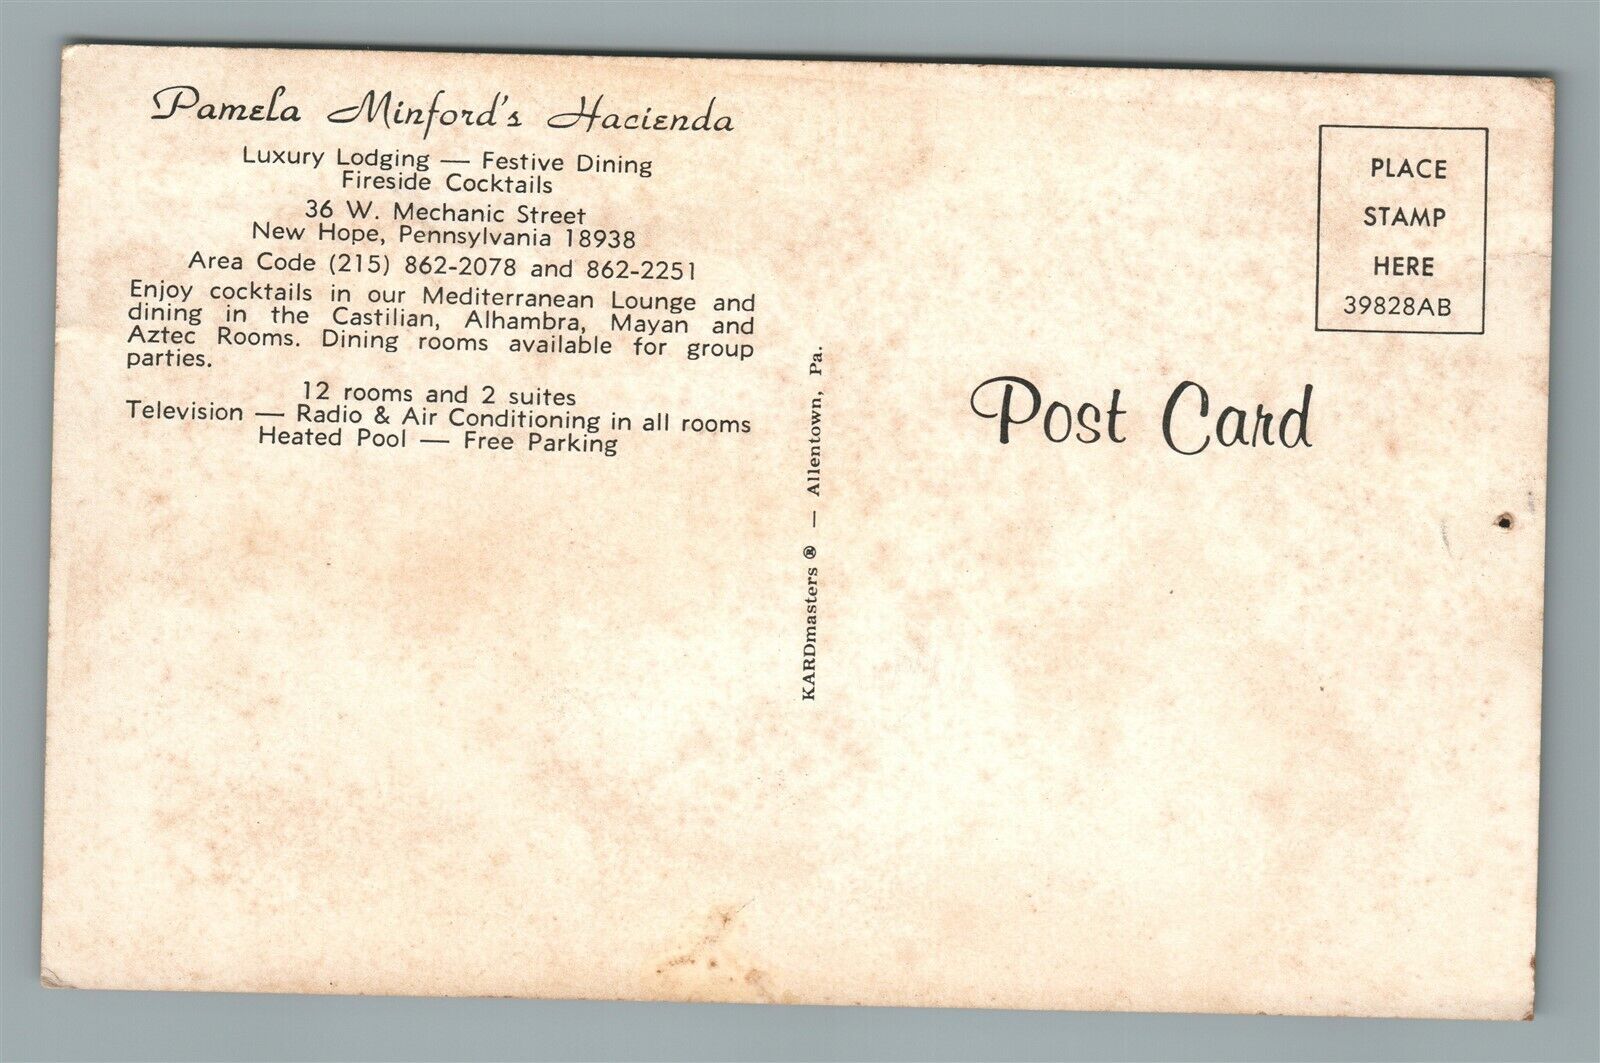 Pamela Minford's Hacienda
Luxury Lodging — Festive Dining
Fireside Cocktails
36 W. Mechanic Street
New Hope, Pennsylvania 18938
Area Code (215) 862-2078 and 862-2251
Enjoy cocktails in our Mediterranean Lounge and
dining in the Castilian, Alhambra, Mayan and
Aztec Rooms. Dining rooms available for group
parties.
12 rooms and 2 suites
Television — Radio & Air Conditioning in all rooms
Heated Pool — Free Parking
KARDmasters ® — Allentown, Pa.
PLACE
STAMP
HERE
39828AB
Post Card